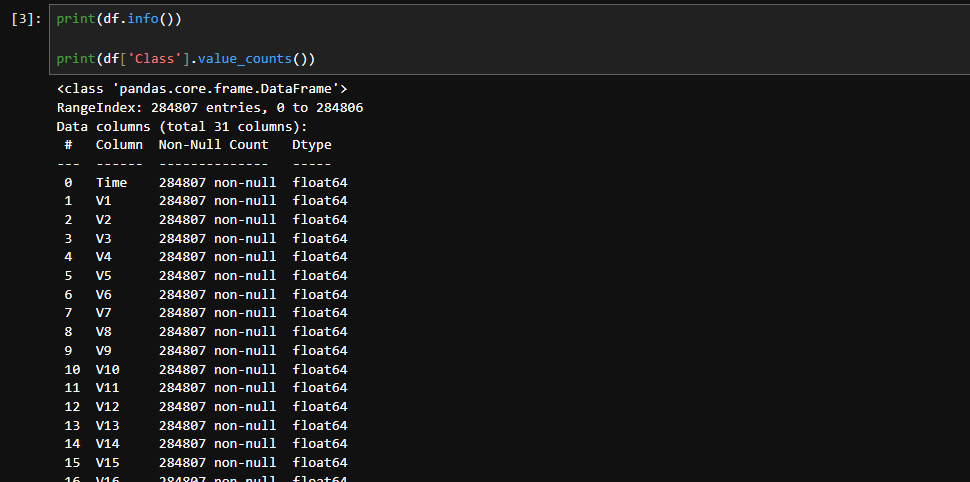 [3]: print(df.info())
print(df['Class'].value_counts())
<class 'pandas.core.frame.DataFrame'>
RangeIndex: 284807 entries, 0 to 284806
Data columns (total 31 columns):
 #   Column  Non-Null Count   Dtype
---  ------  --------------   -----
 0   Time    284807 non-null  float64
 1   V1      284807 non-null  float64
 2   V2      284807 non-null  float64
 3   V3      284807 non-null  float64
 4   V4      284807 non-null  float64
 5   V5      284807 non-null  float64
 6   V6      284807 non-null  float64
 7   V7      284807 non-null  float64
 8   V8      284807 non-null  float64
 9   V9      284807 non-null  float64
 10  V10     284807 non-null  float64
 11  V11     284807 non-null  float64
 12  V12     284807 non-null  float64
 13  V13     284807 non-null  float64
 14  V14     284807 non-null  float64
 15  V15     284807 non-null  float64
 16  V16     284807 non-null  float64